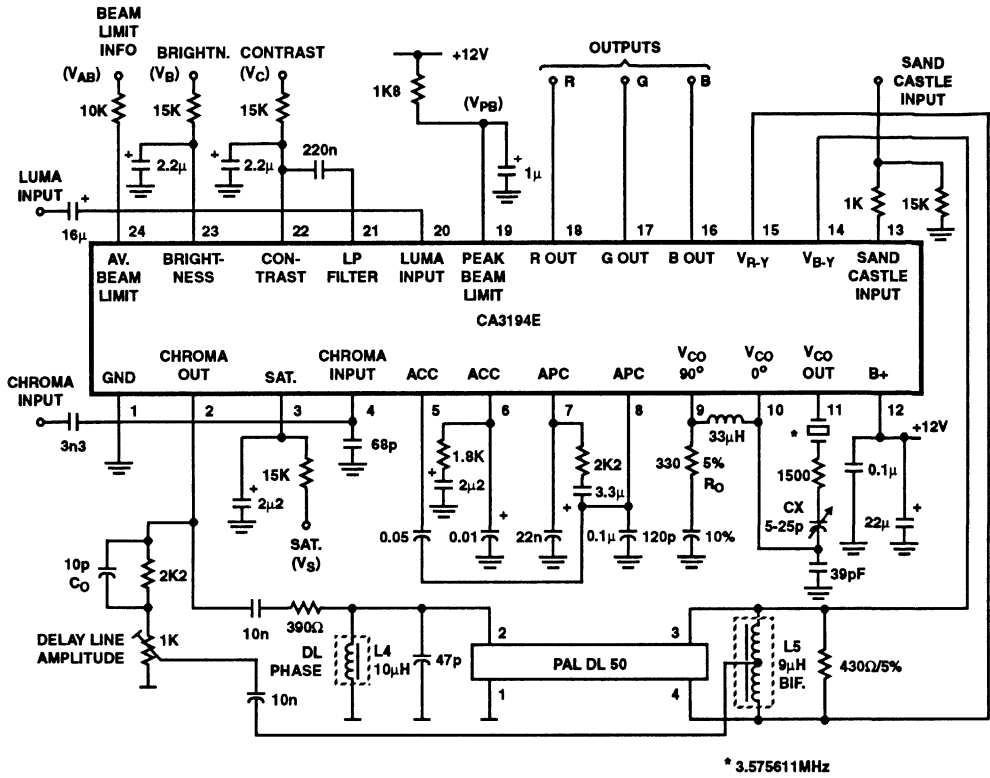 BEAM
LIMIT
INFO
BRIGHTN.
CONTRAST
(VAB)
(VB)
(VC)
10K
15K
15K
+12V
1K8
(VPB)
OUTPUTS
R
G
B
SAND
CASTLE
INPUT
+
2.2μ
+
2.2μ
220n
+
1μ
1K
15K
LUMA
INPUT
+
16μ
24
23
22
21
20
19
18
17
16
15
14
13
AV.
BEAM
LIMIT
BRIGHT-
NESS
CON-
TRAST
LP
FILTER
LUMA
INPUT
PEAK
BEAM
LIMIT
R OUT
G OUT
B OUT
VR-Y
VB-Y
SAND
CASTLE
INPUT
CA3194E
GND
CHROMA
OUT
SAT.
CHROMA
INPUT
ACC
ACC
APC
APC
VCO
90°
VCO
0°
VCO
OUT
B+
1
2
3
4
5
6
7
8
9
10
11
12
CHROMA
INPUT
3n3
68p
15K
+
2μ2
SAT.
(VS)
1.8K
+
2μ2
0.05
+
0.01
2K2
3.3μ
+
22n
+
0.1μ
33μH
330
5%
RO
120p
10%
*
1500
CX
5-25p
39pF
+12V
0.1μ
+
22μ
10p
CO
2K2
DELAY LINE
AMPLITUDE
1K
10n
390Ω
10n
DL
PHASE
L4
10μH
47p
2
3
PAL DL 50
1
4
L5
9μH
BIF.
430Ω/5%
* 3.575611MHz